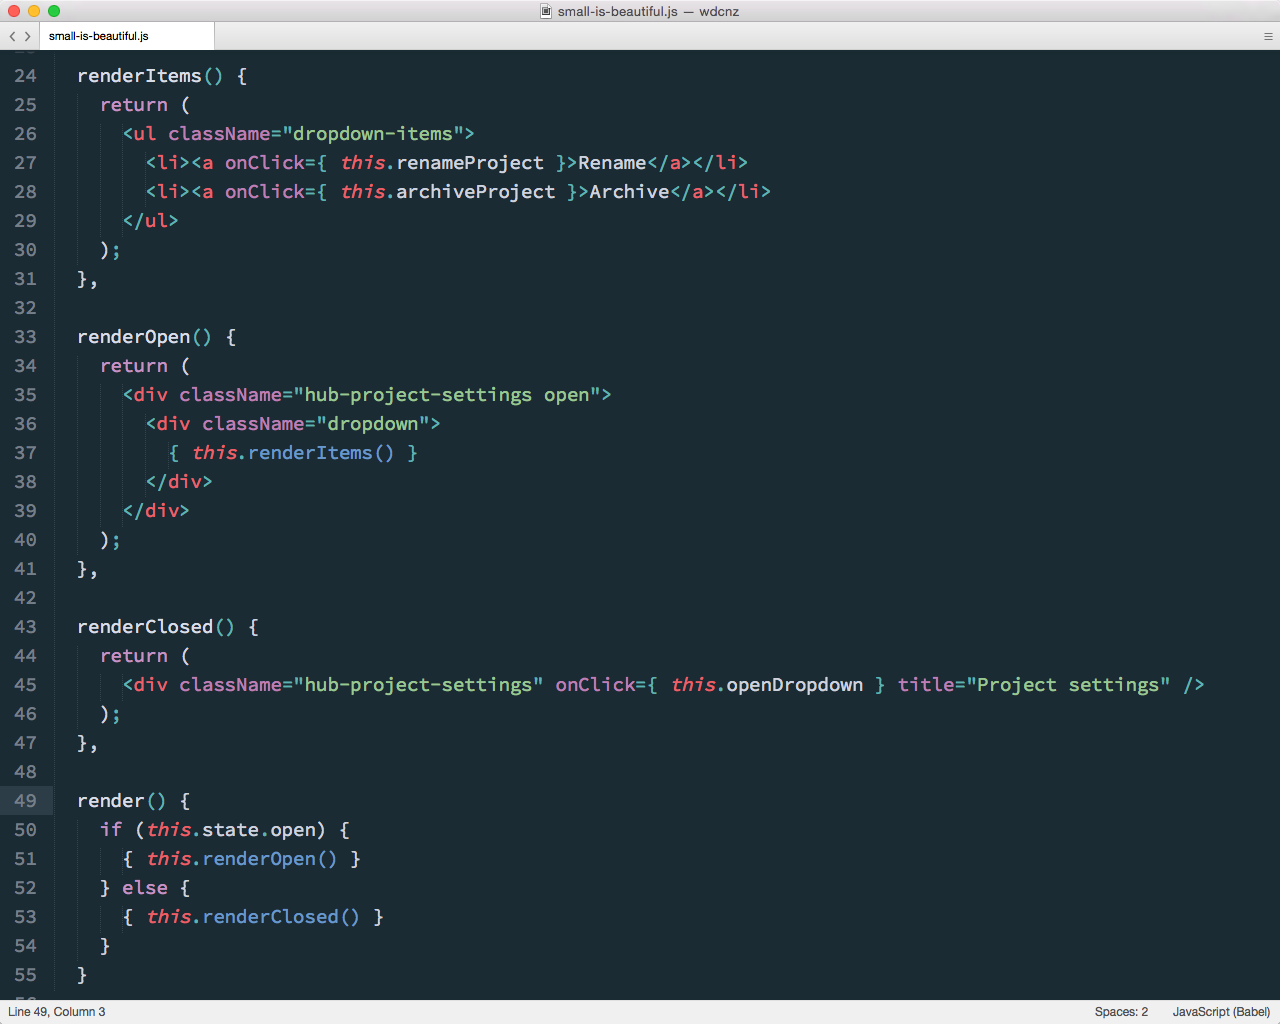 small-is-beautiful.js — wdcnz
small-is-beautiful.js
24 renderItems() {
25 return (
26 <ul className="dropdown-items">
27 <li><a onClick={ this.renameProject }>Rename</a></li>
28 <li><a onClick={ this.archiveProject }>Archive</a></li>
29 </ul>
30 );
31 },
32
33 renderOpen() {
34 return (
35 <div className="hub-project-settings open">
36 <div className="dropdown">
37 { this.renderItems() }
38 </div>
39 </div>
40 );
41 },
42
43 renderClosed() {
44 return (
45 <div className="hub-project-settings" onClick={ this.openDropdown } title="Project settings" />
46 );
47 },
48
49 render() {
50 if (this.state.open) {
51 { this.renderOpen() }
52 } else {
53 { this.renderClosed() }
54 }
55 }
Line 49, Column 3 Spaces: 2 JavaScript (Babel)